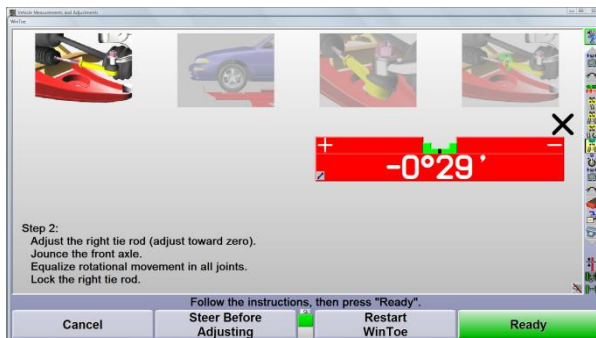 Vehicle Measurements and Adjustments
WinToe
+ −
-0°29'
Step 2:
Adjust the right tie rod (adjust toward zero).
Jounce the front axle.
Equalize rotational movement in all joints.
Lock the right tie rod.
Follow the instructions, then press "Ready".
Cancel
Steer Before
Adjusting
Restart
WinToe
Ready